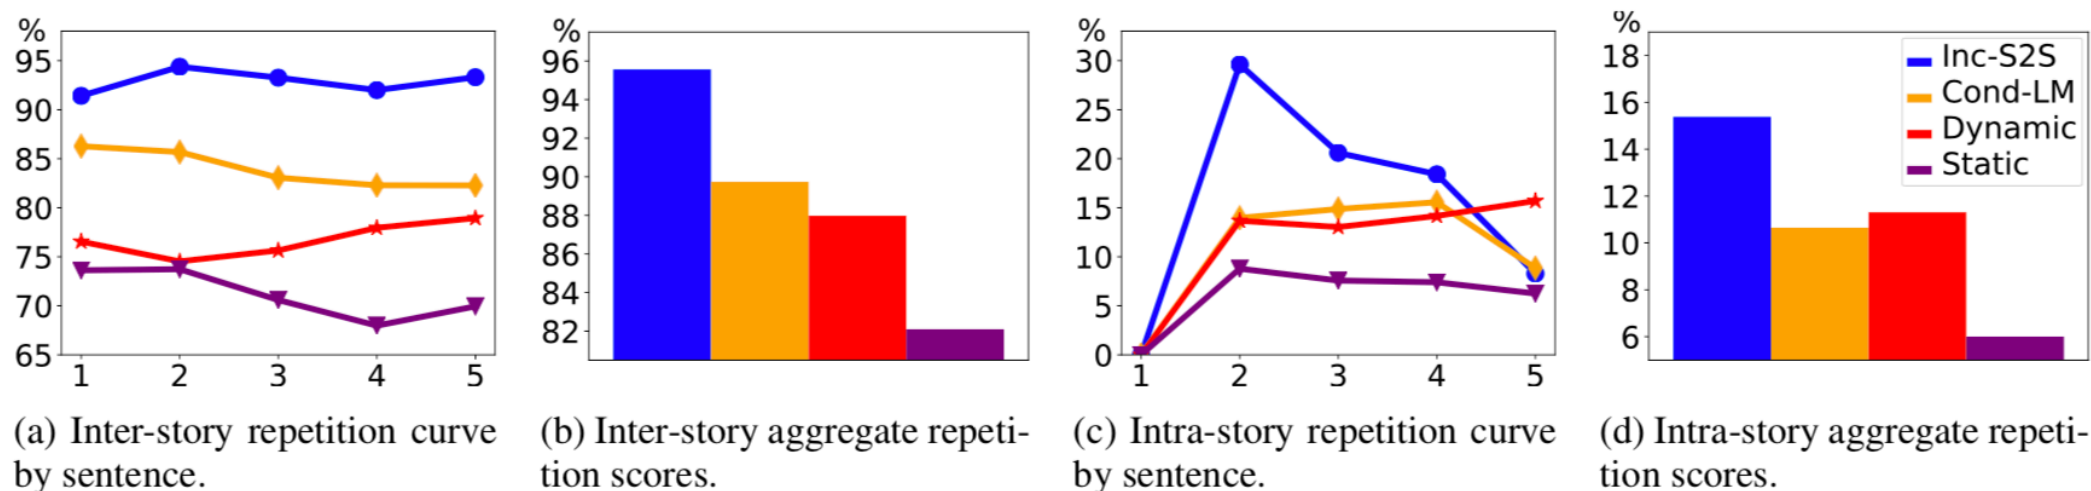 %
95
90
85
80
75
70
65
1 2 3 4 5
(a) Inter-story repetition curve
by sentence.
%
96
94
92
90
88
86
84
82
(b) Inter-story aggregate repeti-
tion scores.
%
30
25
20
15
10
5
0
1 2 3 4 5
(c) Intra-story repetition curve
by sentence.
%
18
16
14
12
10
8
6
Inc-S2S
Cond-LM
Dynamic
Static
(d) Intra-story aggregate repeti-
tion scores.